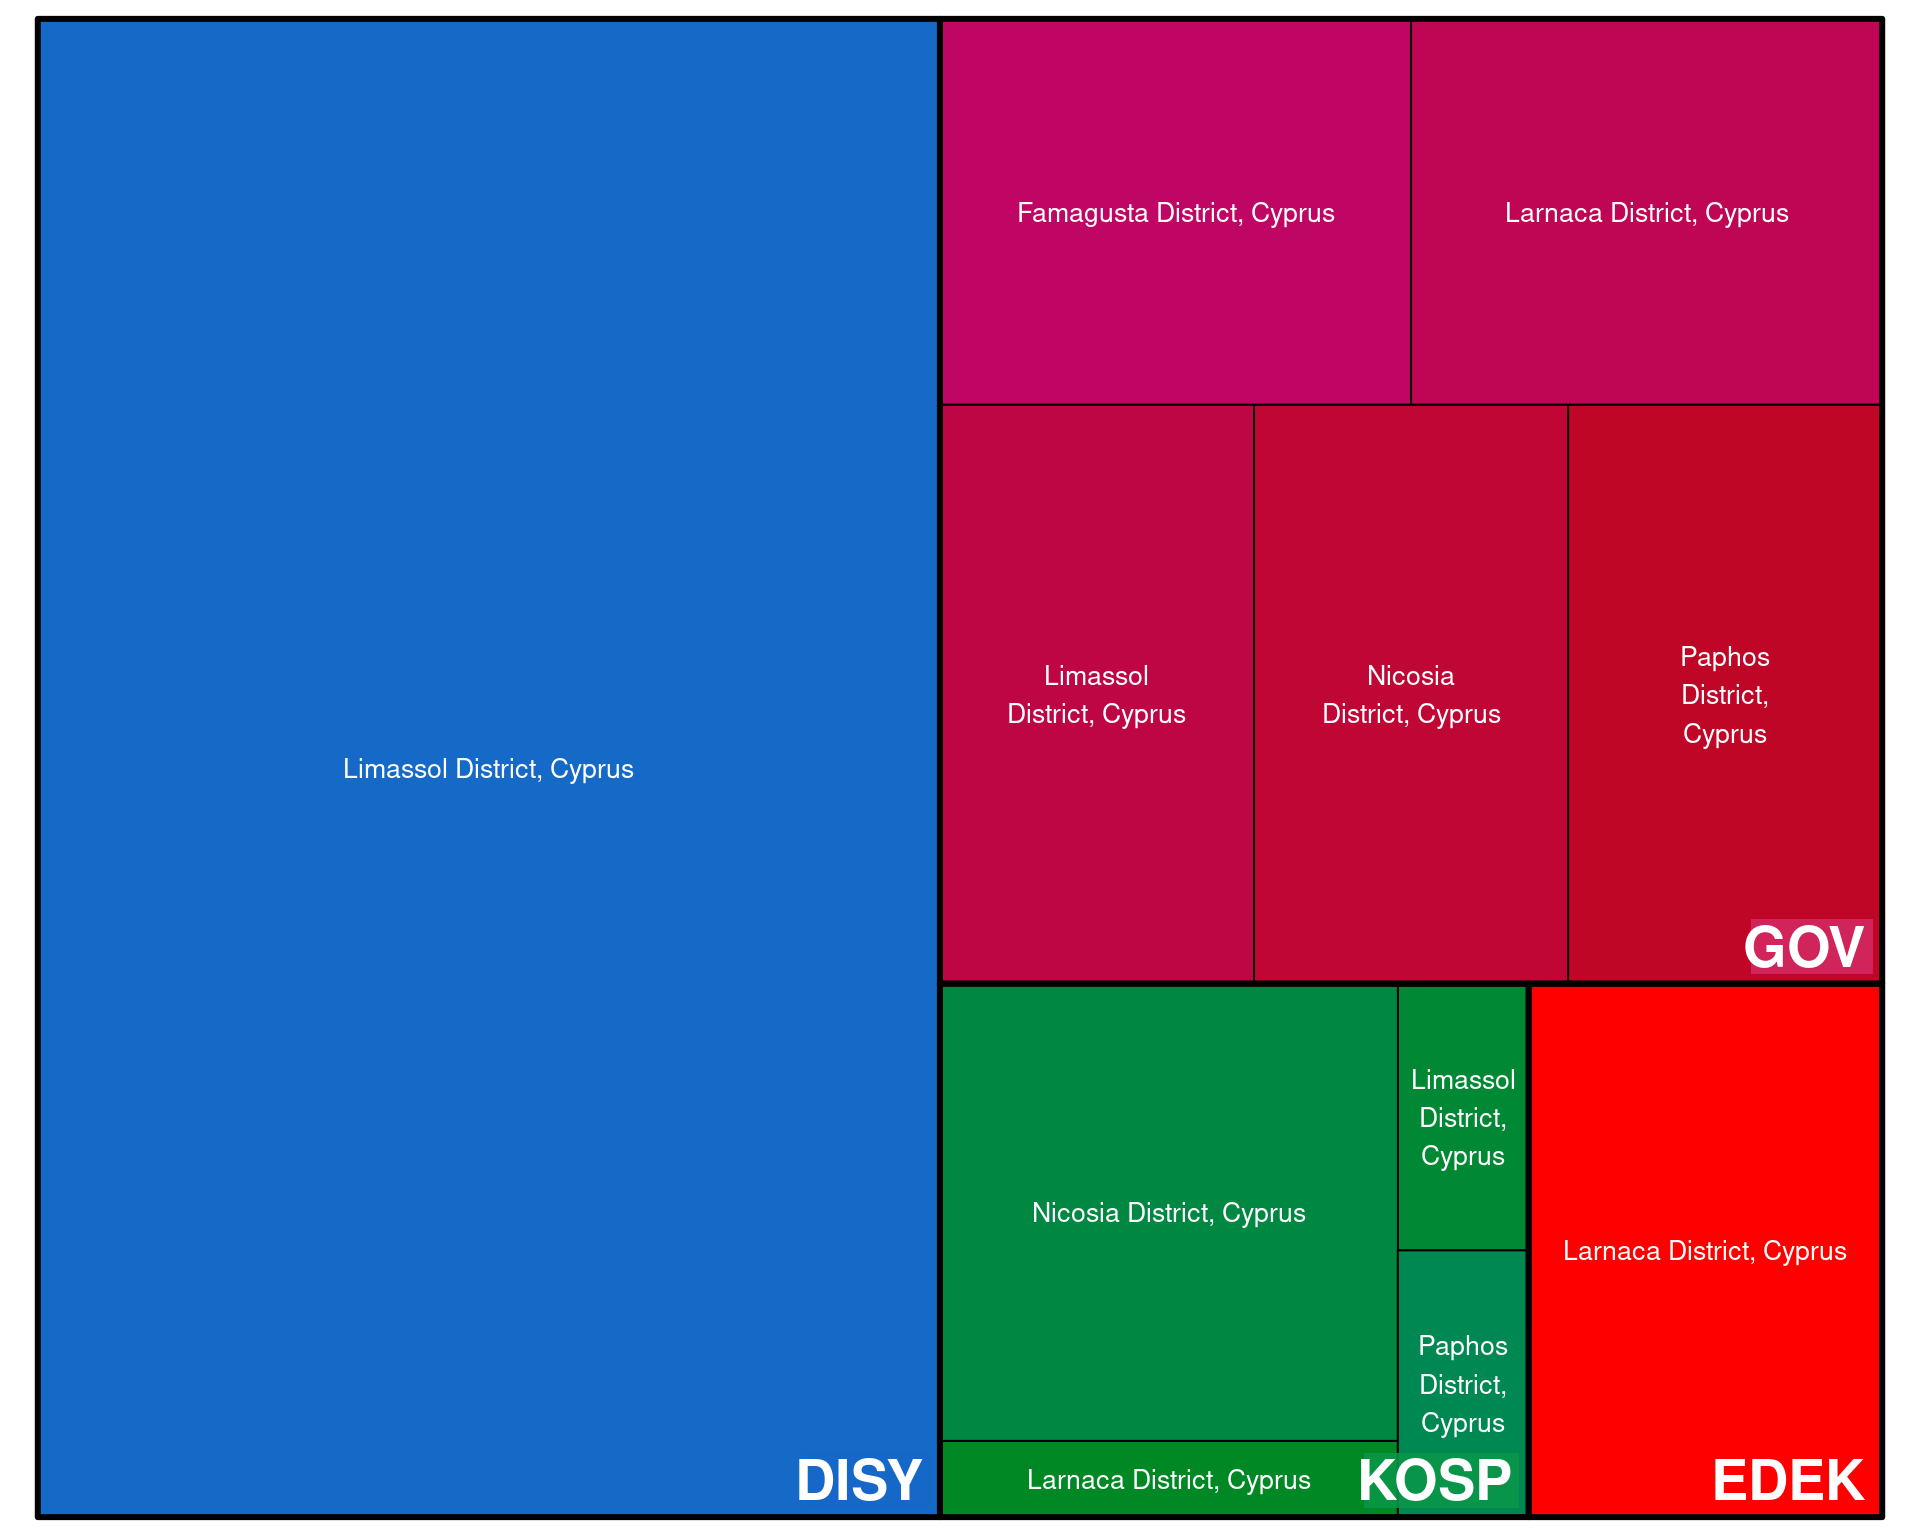 Limassol District, Cyprus
DISY
Famagusta District, Cyprus
Larnaca District, Cyprus
Limassol
District, Cyprus
Nicosia
District, Cyprus
Paphos
District,
Cyprus
GOV
Nicosia District, Cyprus
Limassol
District,
Cyprus
Paphos
District,
Cyprus
Larnaca District, Cyprus
KOSP
Larnaca District, Cyprus
EDEK